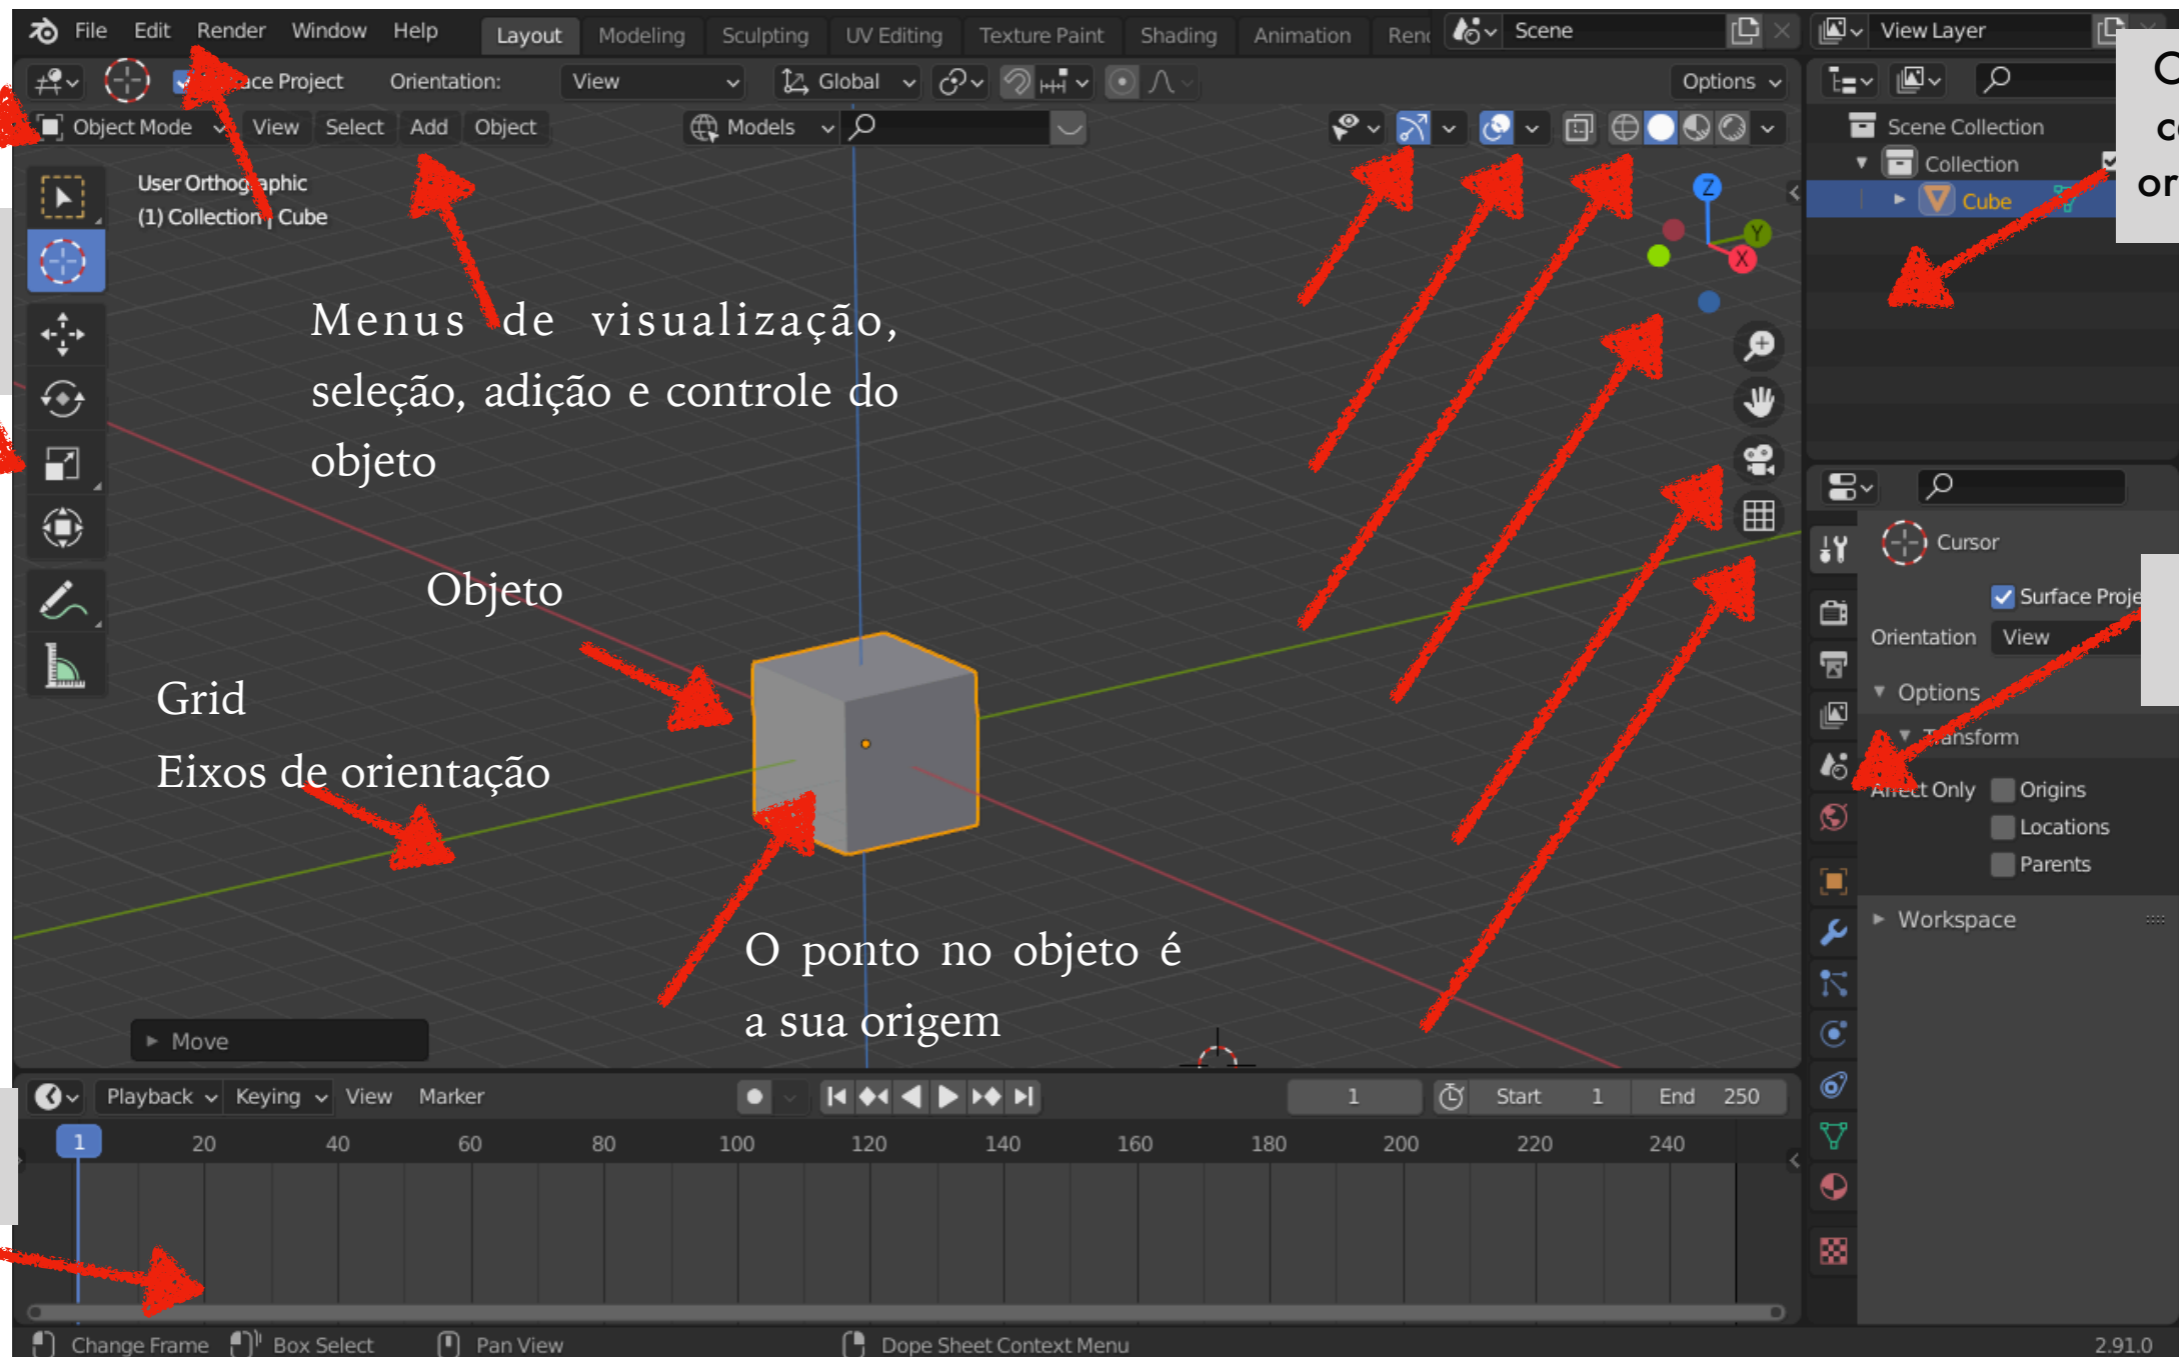 File Edit Render Window Help Layout Modeling Sculpting UV Editing Texture Paint Shading Animation Scene View Layer
Project Orientation: View Global Options
Object Mode View Select Add Object Models
Scene Collection
Collection
Cube
User Orthographic
(1) Collection | Cube
Z
Y
X
Menus de visualização,
seleção, adição e controle do
objeto
Objeto
Grid
Eixos de orientação
O ponto no objeto é
a sua origem
Move
Cursor
Surface
Orientation View
Options
Transform
Affect Only Origins
Locations
Parents
Workspace
Playback Keying View Marker 1 Start 1 End 250
1 20 40 60 80 100 120 140 160 180 200 220 240
Change Frame Box Select Pan View Dope Sheet Context Menu 2.91.0